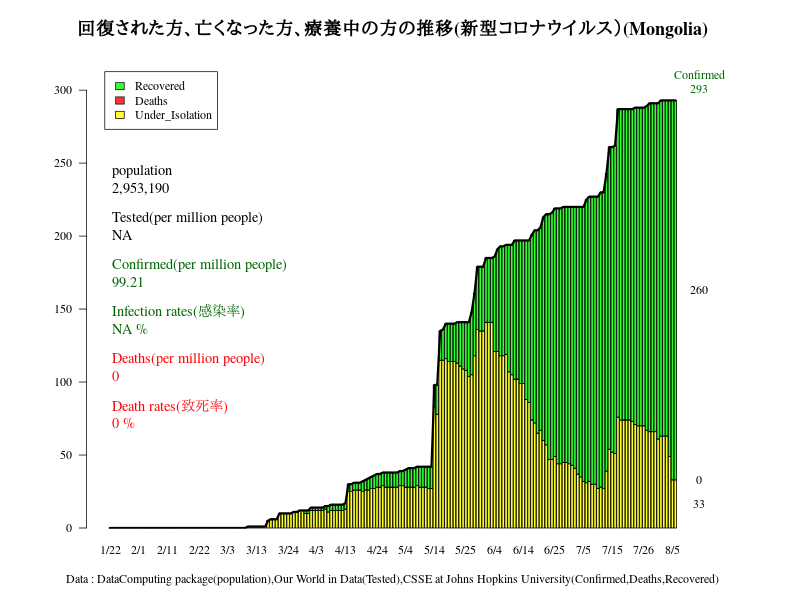 回復された方、亡くなった方、療養中の方の推移(新型コロナウイルス)(Mongolia)
Confirmed
293
Recovered
Deaths
Under_Isolation
population
2,953,190
Tested(per million people)
NA
Confirmed(per million people)
99.21
Infection rates(感染率)
NA %
Deaths(per million people)
0
Death rates(致死率)
0 %
300
250
200
150
100
50
0
260
0
33
1/22 2/1 2/11 2/22 3/3 3/13 3/24 4/3 4/13 4/24 5/4 5/14 5/25 6/4 6/14 6/25 7/5 7/15 7/26 8/5
Data : DataComputing package(population),Our World in Data(Tested),CSSE at Johns Hopkins University(Confirmed,Deaths,Recovered)